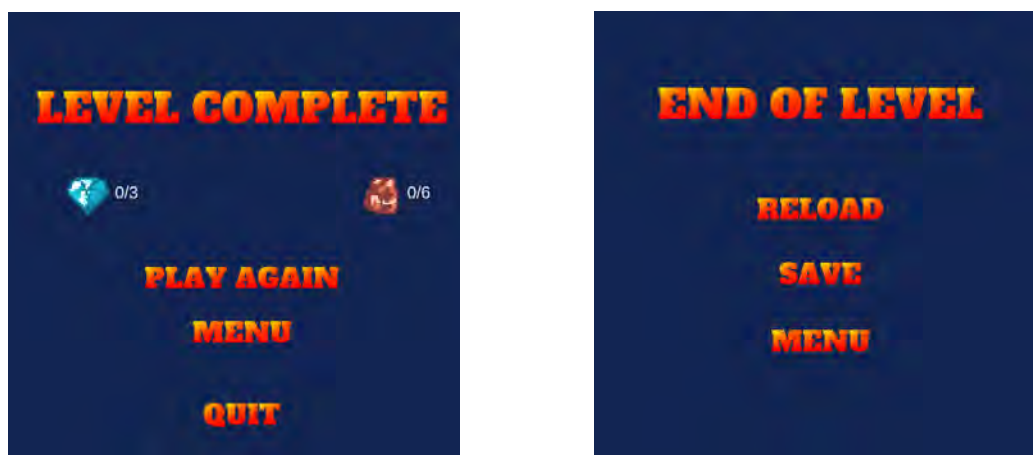 LEVEL COMPLETE
0/3 0/6
PLAY AGAIN
MENU
QUIT
END OF LEVEL
RELOAD
SAVE
MENU